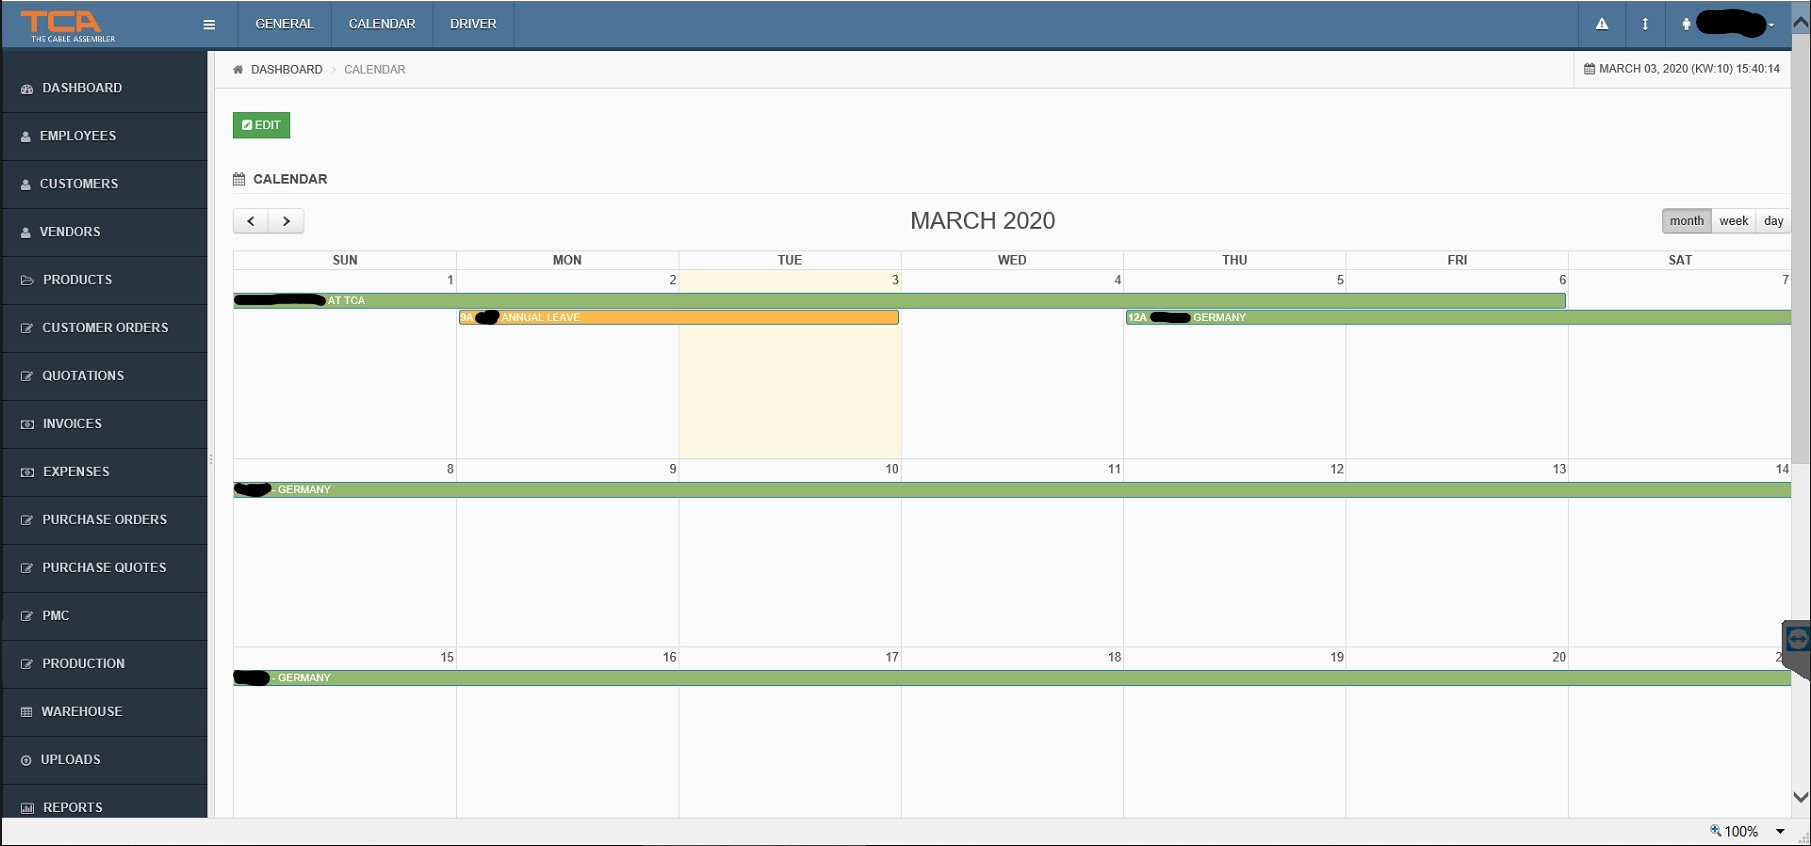 TCA
THE CABLE ASSEMBLER
GENERAL
CALENDAR
DRIVER
DASHBOARD
CALENDAR
MARCH 03, 2020 (KW:10) 15:40:14
DASHBOARD
EMPLOYEES
CUSTOMERS
VENDORS
PRODUCTS
CUSTOMER ORDERS
QUOTATIONS
INVOICES
EXPENSES
PURCHASE ORDERS
PURCHASE QUOTES
PMC
PRODUCTION
WAREHOUSE
UPLOADS
REPORTS
EDIT
CALENDAR
MARCH 2020
month week day
SUN MON TUE WED THU FRI SAT
1 2 3 4 5 6 7
AT TCA
9A ANNUAL LEAVE
12A GERMANY
8 9 10 11 12 13 14
- GERMANY
15 16 17 18 19 20
- GERMANY
100%